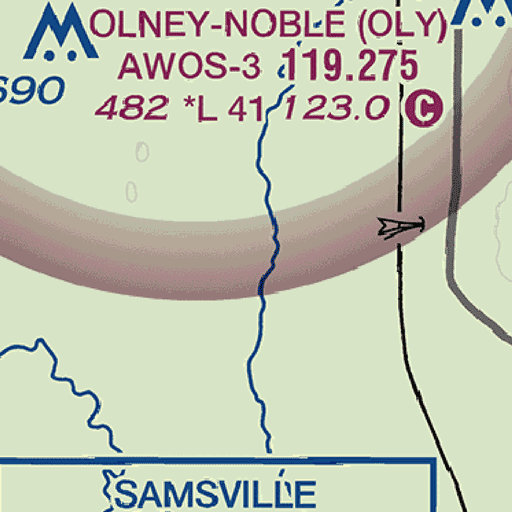 OLNEY-NOBLE (OLY)
AWOS-3 119.275
690
482 *L 41 123.0 C
SAMSVILLE